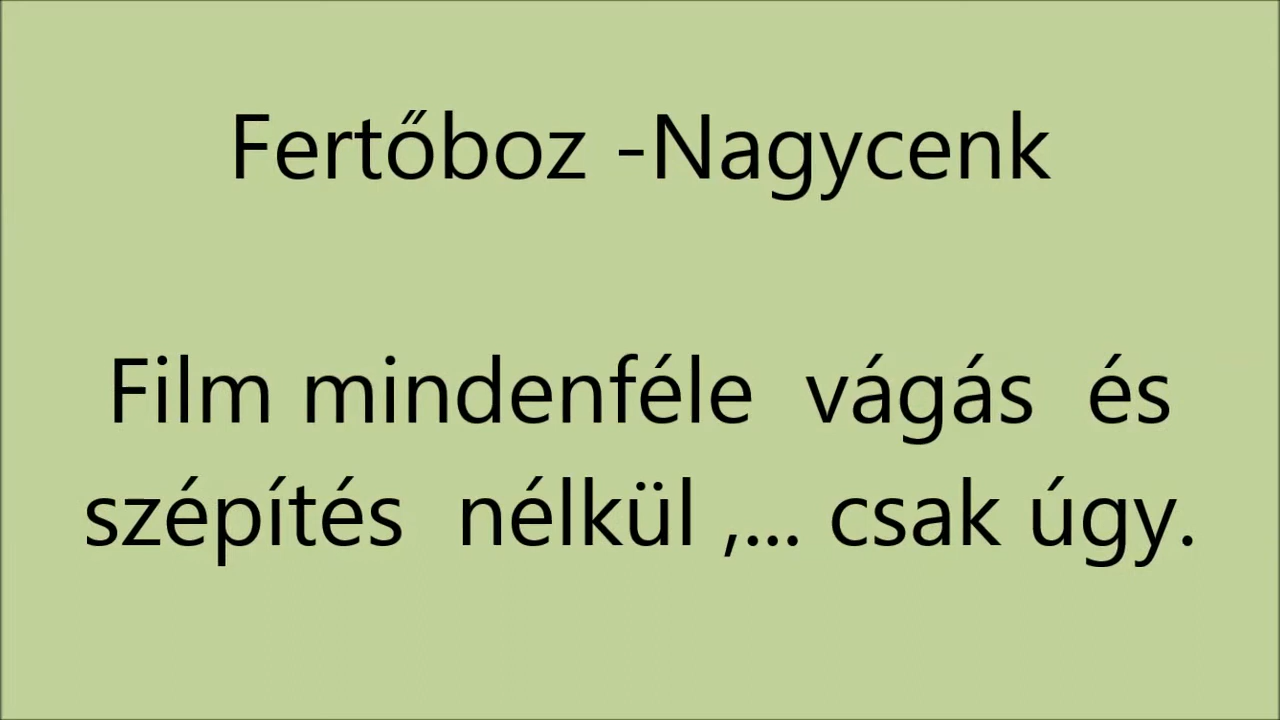 Fertőboz -Nagycenk
Film mindenféle  vágás  és
szépítés  nélkül ,... csak úgy.